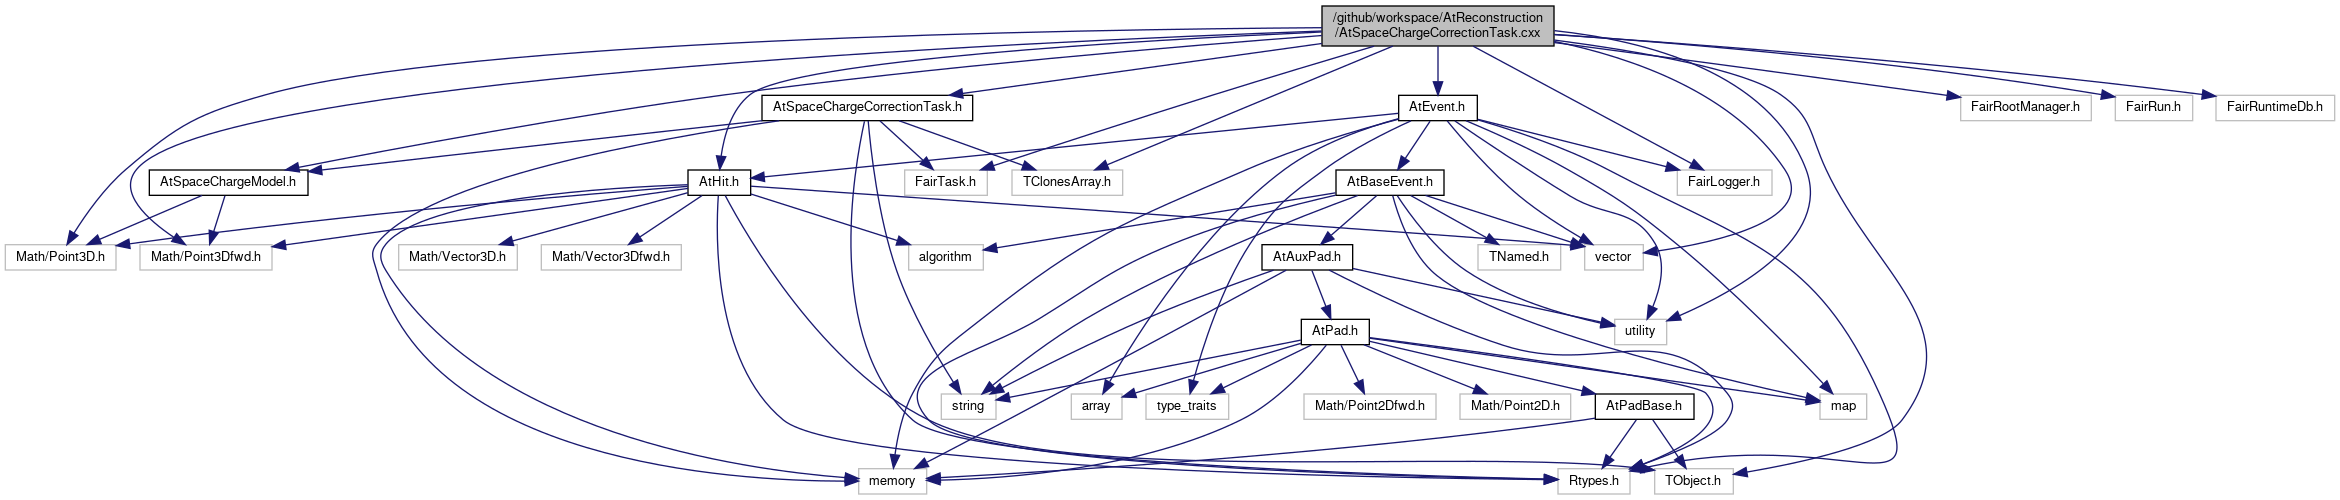 /github/workspace/AtReconstruction
/AtSpaceChargeCorrectionTask.cxx
AtSpaceChargeCorrectionTask.h
AtEvent.h
FairRootManager.h
FairRun.h
FairRuntimeDb.h
AtSpaceChargeModel.h
AtHit.h
FairTask.h
TClonesArray.h
AtBaseEvent.h
FairLogger.h
Math/Point3D.h
Math/Point3Dfwd.h
Math/Vector3D.h
Math/Vector3Dfwd.h
algorithm
AtAuxPad.h
TNamed.h
vector
AtPad.h
utility
string
array
type_traits
Math/Point2Dfwd.h
Math/Point2D.h
AtPadBase.h
map
memory
Rtypes.h
TObject.h